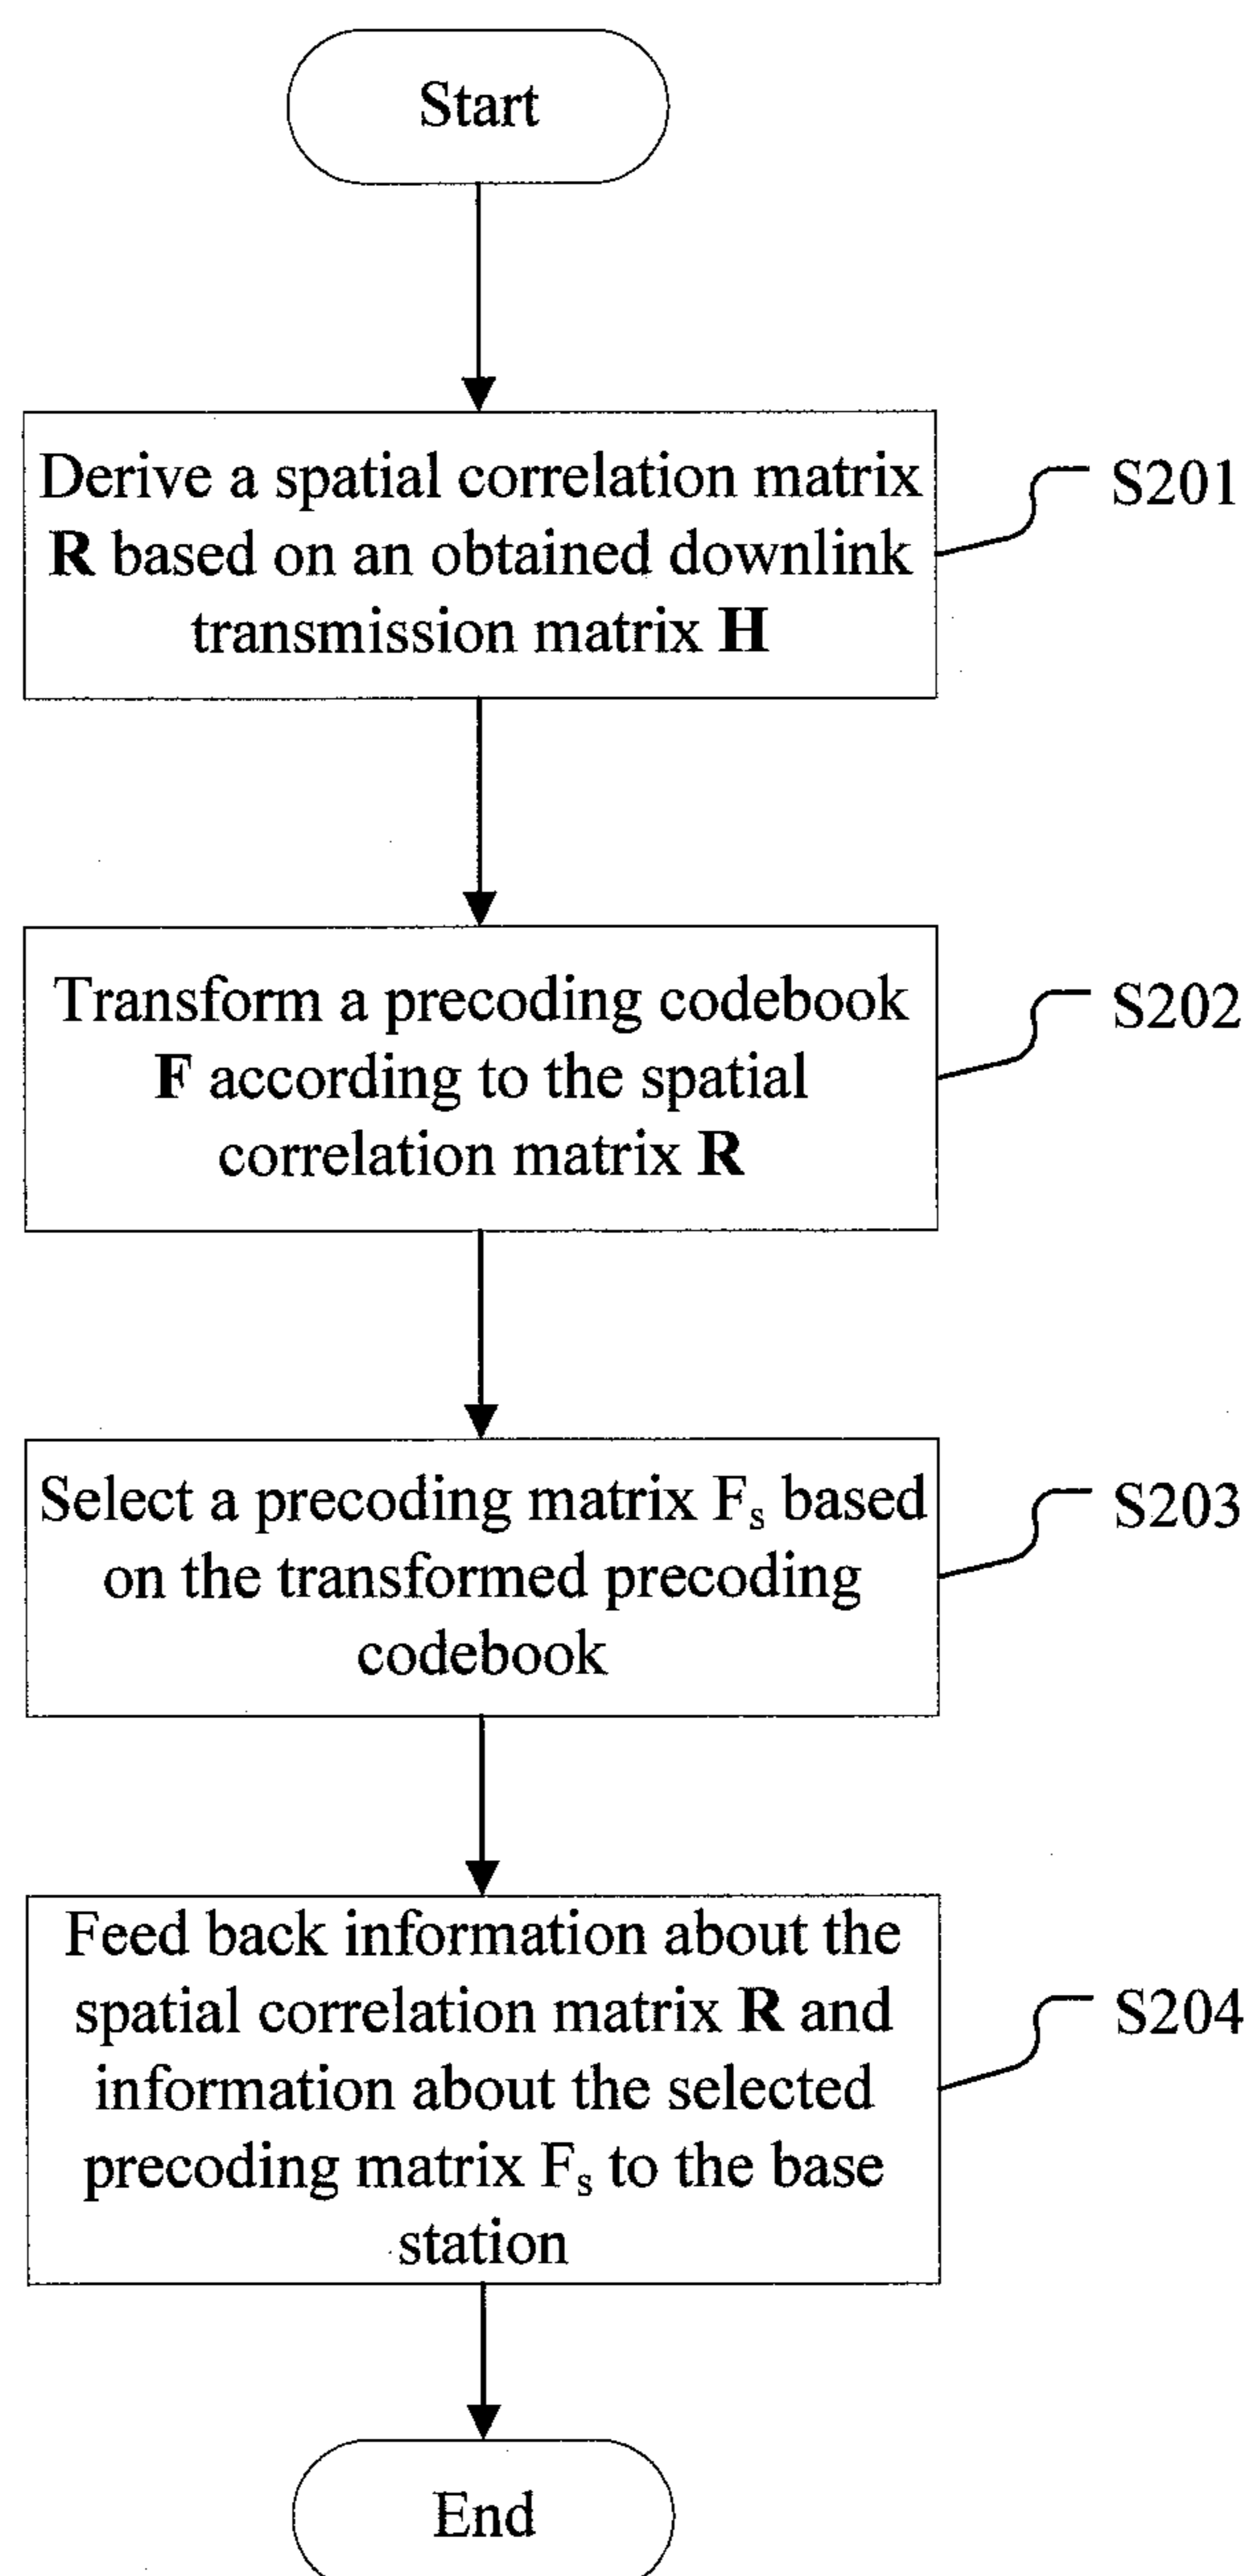 Start
Derive a spatial correlation matrix
R based on an obtained downlink
transmission matrix H
S201
Transform a precoding codebook
F according to the spatial
correlation matrix R
S202
Select a precoding matrix Fs based
on the transformed precoding
codebook
S203
Feed back information about the
spatial correlation matrix R and
information about the selected
precoding matrix Fs to the base
station
S204
End